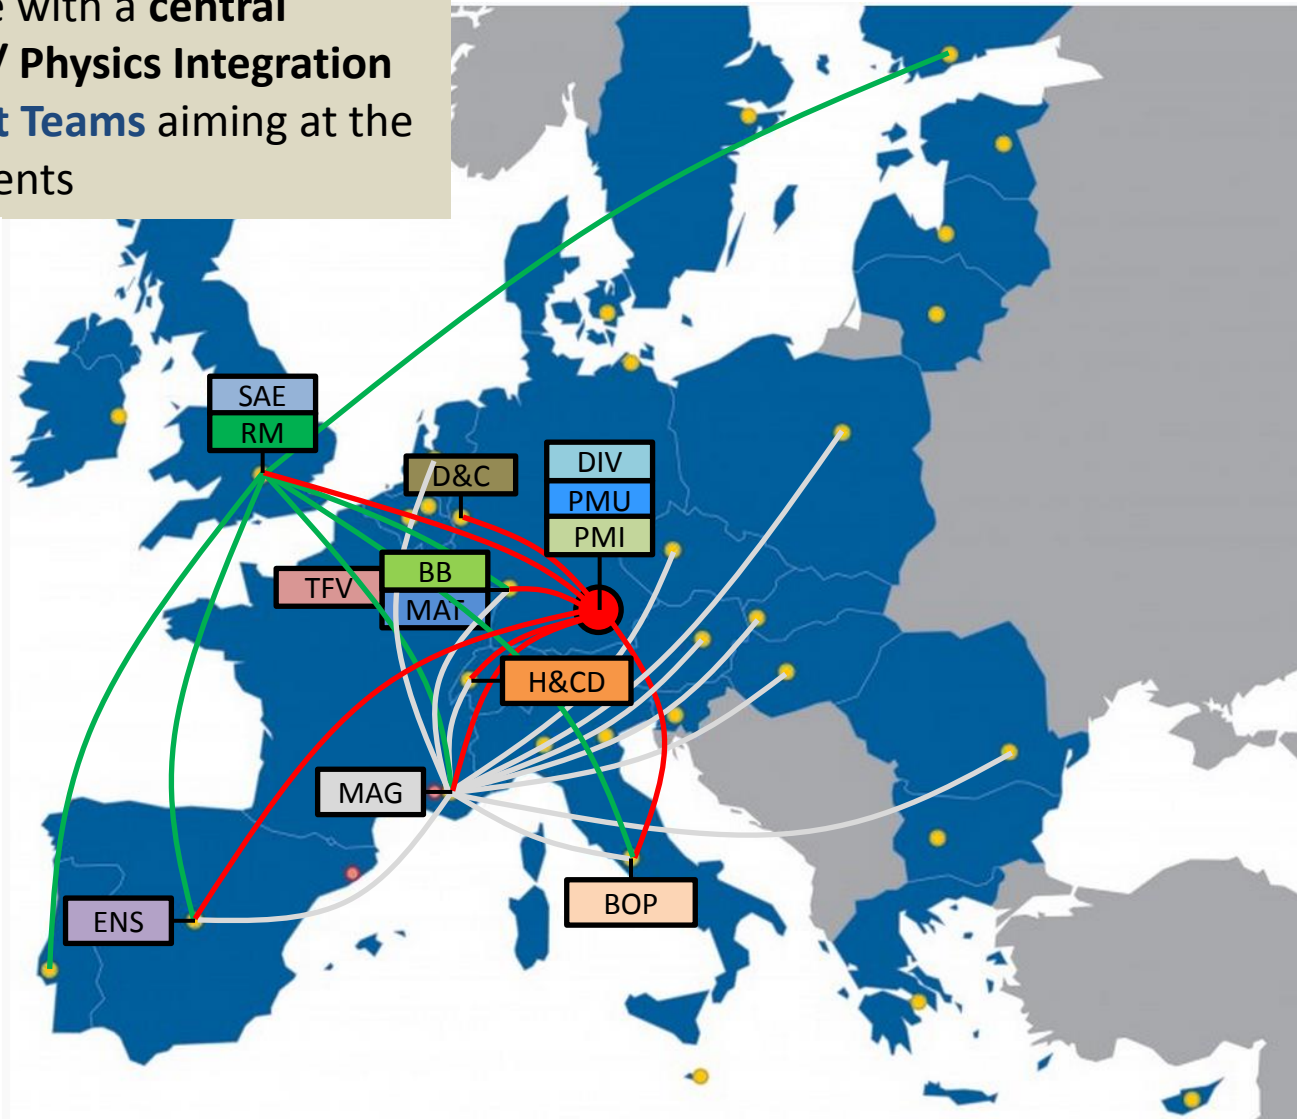 e with a central
/ Physics Integration
t Teams aiming at the
ents
SAE
RM
D&C
DIV
PMU
PMI
TFV
BB
MAT
H&CD
MAG
ENS
BOP